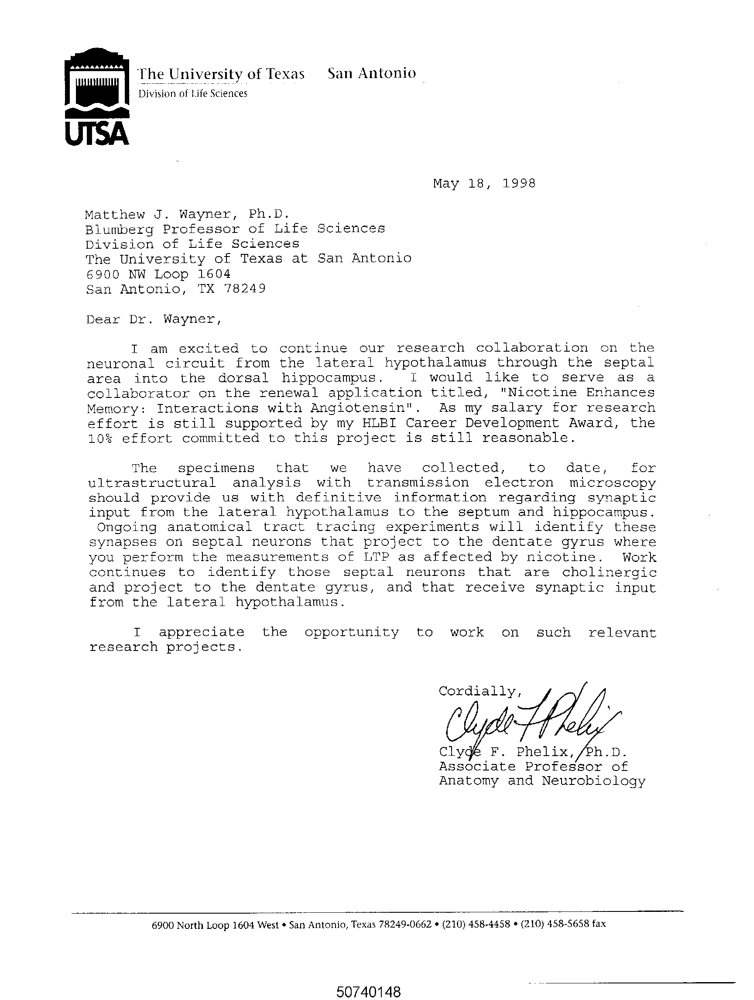 The University of Texas San Antonio
Division of Life Sciences
UTSA
May 18, 1998
Matthew J. Wayner, Ph.D.
Blumberg Professor of Life Sciences
Division of Life Sciences
The University of Texas at San Antonio
6900 NW Loop 1604
San Antonio, TX 78249
Dear Dr. Wayner,
I am excited to continue our research collaboration on the
neuronal circuit from the lateral hypothalamus through the septal
area into the dorsal hippocampus. I would like to serve as a
collaborator on the renewal application titled, "Nicotine Enhances
Memory: Interactions with Angiotensin". As my salary for research
effort is still supported by my HLBI Career Development Award, the
10% effort committed to this project is still reasonable.
The specimens that we have collected, to date, for
ultrastructural analysis with transmission electron microscopy
should provide us with definitive information regarding synaptic
input from the lateral hypothalamus to the septum and hippocampus.
Ongoing anatomical tract tracing experiments will identify these
synapses on septal neurons that project to the dentate gyrus where
you perform the measurements of LTP as affected by nicotine. Work
continues to identify those septal neurons that are cholinergic
and project to the dentate gyrus, and that receive synaptic input
from the lateral hypothalamus.
I appreciate the opportunity to work on such relevant
research projects.
Cordially,
Clyde F Phelix
Clyde F. Phelix, Ph.D.
Associate Professor of
Anatomy and Neurobiology
6900 North Loop 1604 West • San Antonio, Texas 78249-0662 • (210) 458-4458 • (210) 458-5658 fax
50740148